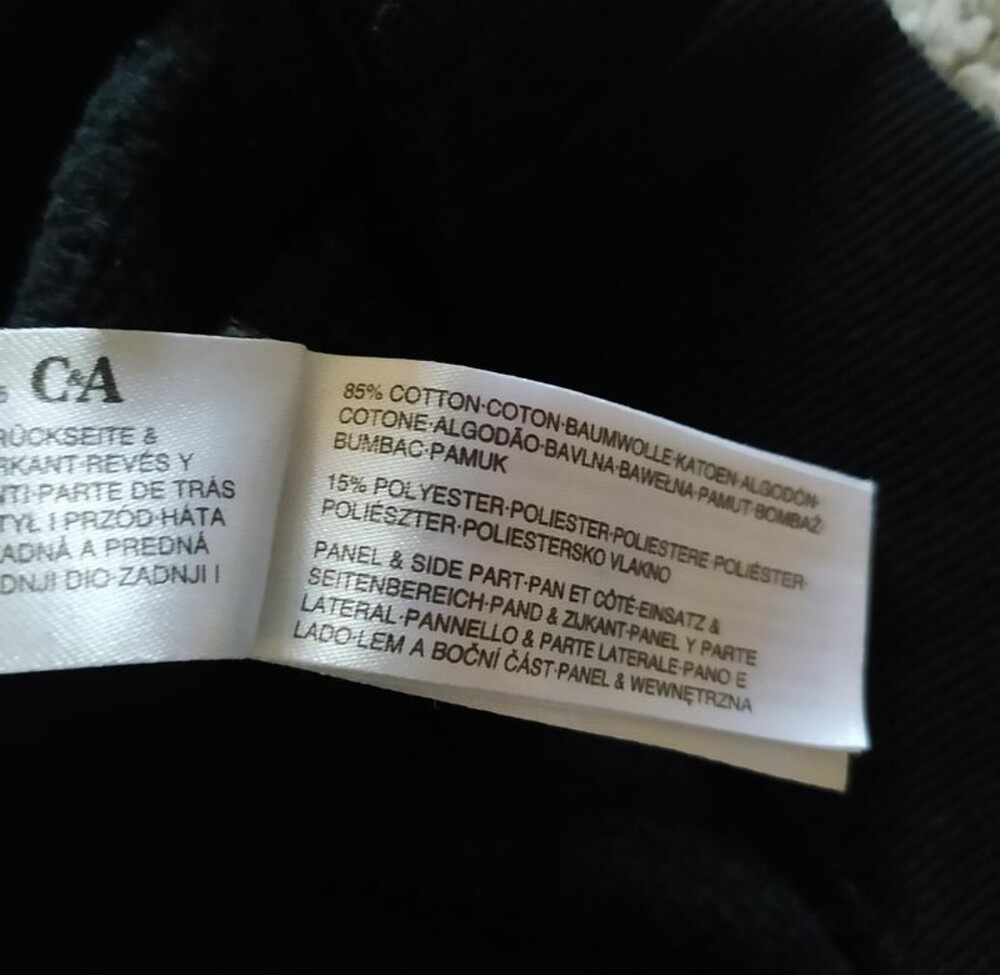 C&A
RÜCKSEITE &
RKANT·REVÉS Y
NTI·PARTE DE TRÁS
TYŁ I PRZÓD·HÁTA
ADNÁ A PREDNÁ
DNJI DIO·ZADNJI I
85% COTTON·COTON·BAUMWOLLE·KATOEN·ALGODÓN·
COTONE·ALGODÃO·BAVLNA·BAWEŁNA·PAMUT·BOMBAŽ·
BUMBAC·PAMUK
15% POLYESTER·POLIESTER·POLIESTERE·POLIÉSTER·
POLIÉSZTER·POLIESTERSKO VLAKNO
PANEL & SIDE PART·PAN ET CÔTÉ·EINSATZ &
SEITENBEREICH·PAND & ZIJKANT·PANEL Y PARTE
LATERAL·PANNELLO & PARTE LATERALE·PANO E
LADO·LEM A BOČNÍ ČÁST·PANEL & WEWNĘTRZNA